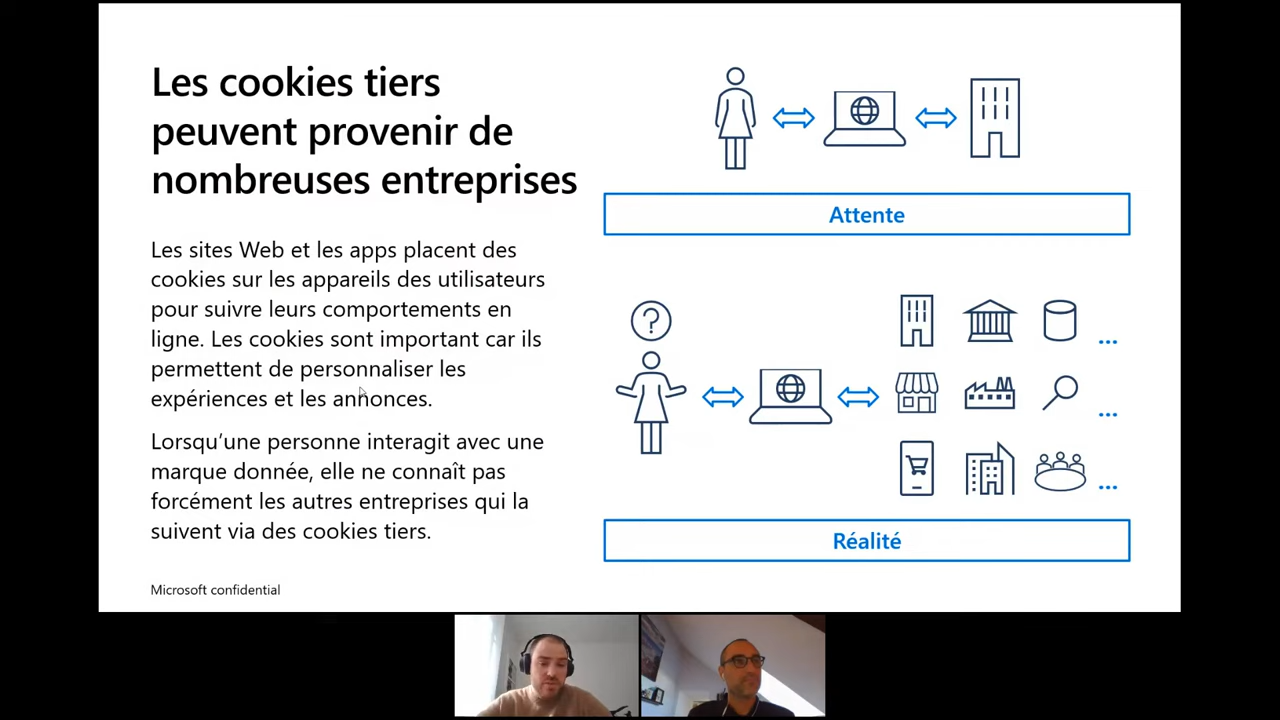 Les cookies tiers
peuvent provenir de
nombreuses entreprises
Les sites Web et les apps placent des
cookies sur les appareils des utilisateurs
pour suivre leurs comportements en
ligne. Les cookies sont important car ils
permettent de personnaliser les
expériences et les annonces.
Lorsqu'une personne interagit avec une
marque donnée, elle ne connaît pas
forcément les autres entreprises qui la
suivent via des cookies tiers.
Microsoft confidential
Attente
?
...
...
...
Réalité